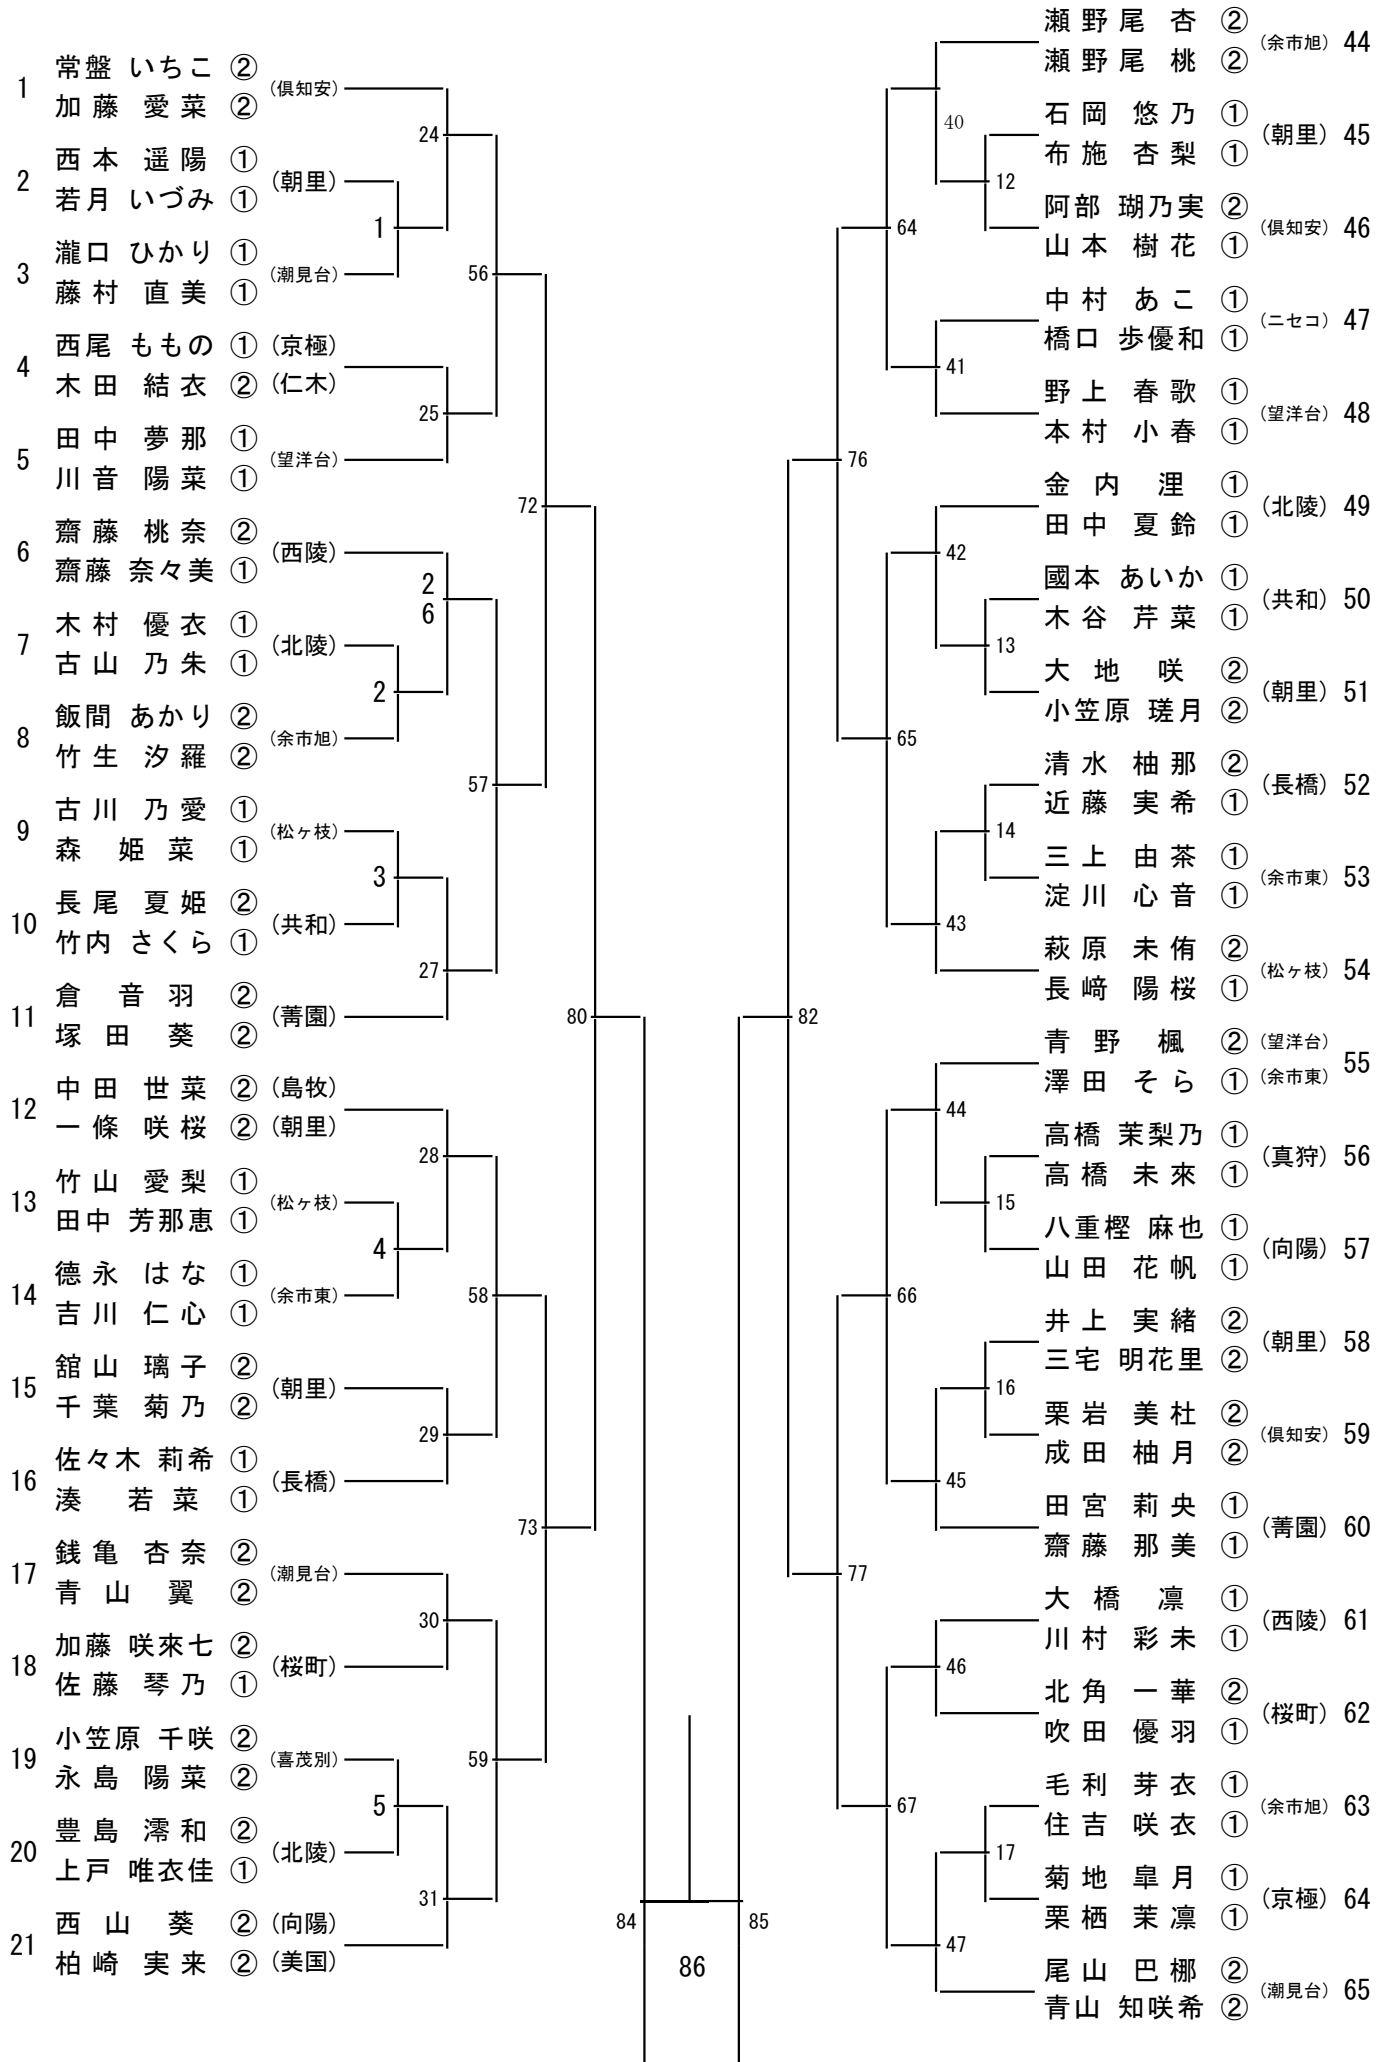 1 常盤 いちこ ② (倶知安)
加藤 愛菜 ②
2 西本 遥陽 ① (朝里)
若月 いづみ ①
3 瀧口 ひかり ① (潮見台)
藤村 直美 ①
4 西尾 ももの ① (京極)
木田 結衣 ② (仁木)
5 田中 夢那 ① (望洋台)
川音 陽菜 ①
6 齋藤 桃奈 ② (西陵)
齋藤 奈々美 ①
7 木村 優衣 ① (北陵)
古山 乃朱 ①
8 飯間 あかり ② (余市旭)
竹生 汐羅 ②
9 古川 乃愛 ① (松ヶ枝)
森 姫菜 ①
10 長尾 夏姫 ② (共和)
竹内 さくら ①
11 倉 音羽 ② (菁園)
塚田 葵 ②
12 中田 世菜 ② (島牧)
一條 咲桜 ② (朝里)
13 竹山 愛梨 ① (松ヶ枝)
田中 芳那恵 ①
14 德永 はな ① (余市東)
吉川 仁心 ①
15 舘山 璃子 ② (朝里)
千葉 菊乃 ②
16 佐々木 莉希 ① (長橋)
湊 若菜 ①
17 銭亀 杏奈 ② (潮見台)
青山 翼 ②
18 加藤 咲來七 ② (桜町)
佐藤 琴乃 ①
19 小笠原 千咲 ② (喜茂別)
永島 陽菜 ②
20 豊島 澪和 ② (北陵)
上戸 唯衣佳 ①
21 西山 葵 ② (向陽)
柏崎 実来 ② (美国)
1
2
3
4
5
24
25
2
6
27
28
29
30
31
56
57
58
59
72
73
80
84
86
85
82
76
77
64
65
66
67
40
41
42
43
44
45
46
47
12
13
14
15
16
17
瀬野尾 杏 ② (余市旭) 44
瀬野尾 桃 ②
石岡 悠乃 ① (朝里) 45
布施 杏梨 ①
阿部 瑚乃実 ② (倶知安) 46
山本 樹花 ①
中村 あこ ① (ニセコ) 47
橋口 歩優和 ①
野上 春歌 ① (望洋台) 48
本村 小春 ①
金内 浬 ① (北陵) 49
田中 夏鈴 ①
國本 あいか ① (共和) 50
木谷 芹菜 ①
大地 咲 ② (朝里) 51
小笠原 瑳月 ②
清水 柚那 ② (長橋) 52
近藤 実希 ①
三上 由茶 ① (余市東) 53
淀川 心音 ①
萩原 未侑 ② (松ヶ枝) 54
長﨑 陽桜 ①
青野 楓 ② (望洋台) 55
澤田 そら ① (余市東)
高橋 茉梨乃 ① (真狩) 56
高橋 未來 ①
八重樫 麻也 ① (向陽) 57
山田 花帆 ①
井上 実緒 ② (朝里) 58
三宅 明花里 ②
栗岩 美杜 ② (倶知安) 59
成田 柚月 ②
田宮 莉央 ① (菁園) 60
齋藤 那美 ①
大橋 凛 ① (西陵) 61
川村 彩未 ①
北角 一華 ② (桜町) 62
吹田 優羽 ①
毛利 芽衣 ① (余市旭) 63
住吉 咲衣 ①
菊地 皐月 ① (京極) 64
栗栖 茉凛 ①
尾山 巴梛 ② (潮見台) 65
青山 知咲希 ②